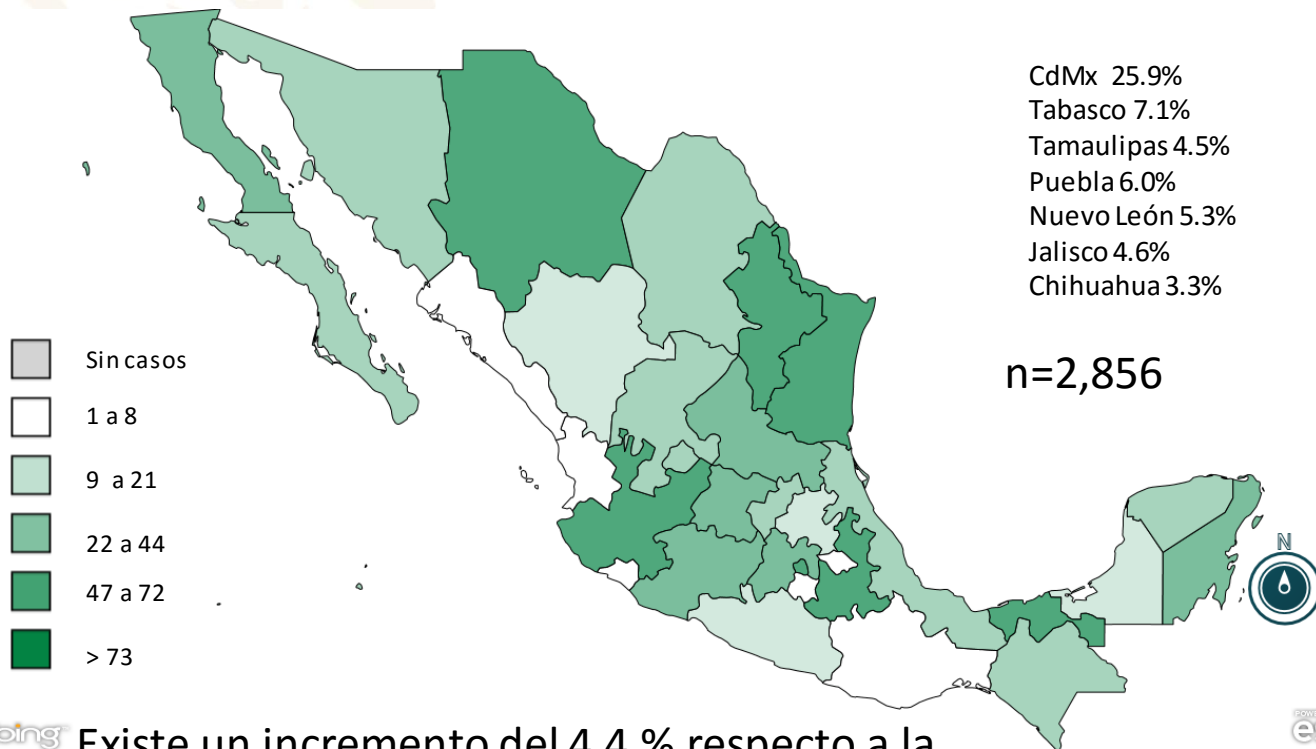 CdMx 25.9%
Tabasco 7.1%
Tamaulipas 4.5%
Puebla 6.0%
Nuevo León 5.3%
Jalisco 4.6%
Chihuahua 3.3%
n=2,856
Sin casos
1 a 8
9 a 21
22 a 44
47 a 72
> 73
N
bing
Existe un incremento del 4.4 % respecto a la